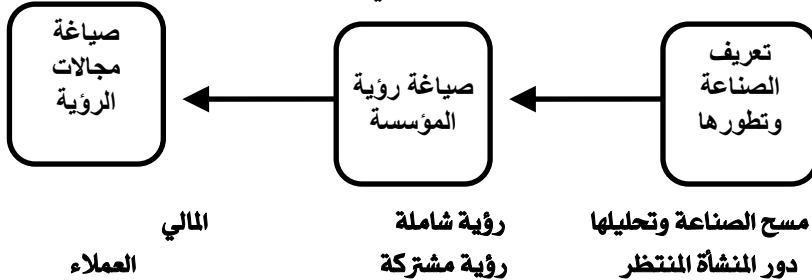 تعريف
الصناعة
وتطورها
صياغة رؤية
المؤسسة
صياغة
مجالات
الرؤية
مسح الصناعة وتحليلها
رؤية شاملة
المالي
دور المنشأة المنتظر
رؤية مشتركة
العملاء